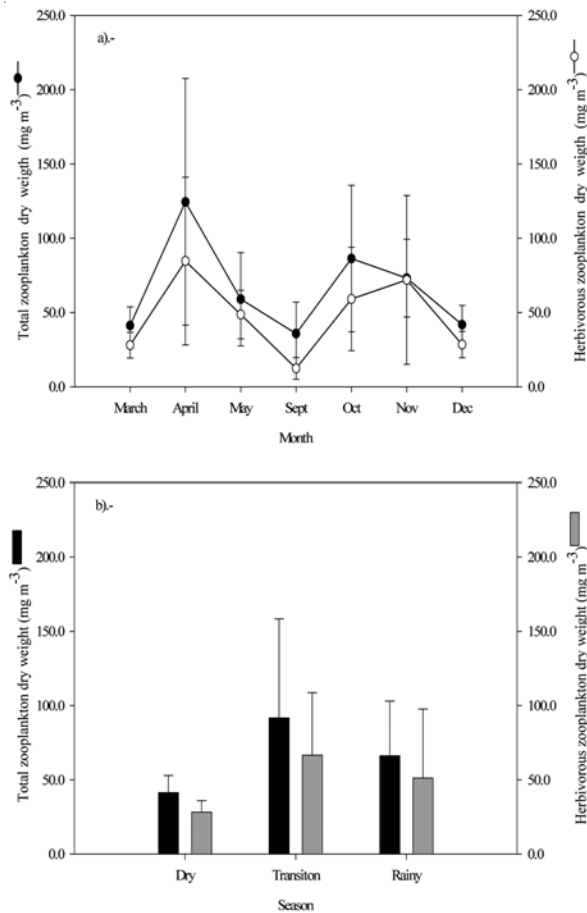 a).-
250.0
200.0
150.0
100.0
50.0
0.0
Total zooplankton dry weigth (mg m-3)
250.0
200.0
150.0
100.0
50.0
0.0
Herbivorous zooplankton dry weigth (mg m-3)
March April May Sept Oct Nov Dec
Month
b).-
250.0
200.0
150.0
100.0
50.0
0.0
Total zooplankton dry weight (mg m-3)
250.0
200.0
150.0
100.0
50.0
0.0
Herbivorous zooplankton dry weight (mg m-3)
Dry Transiton Rainy
Season